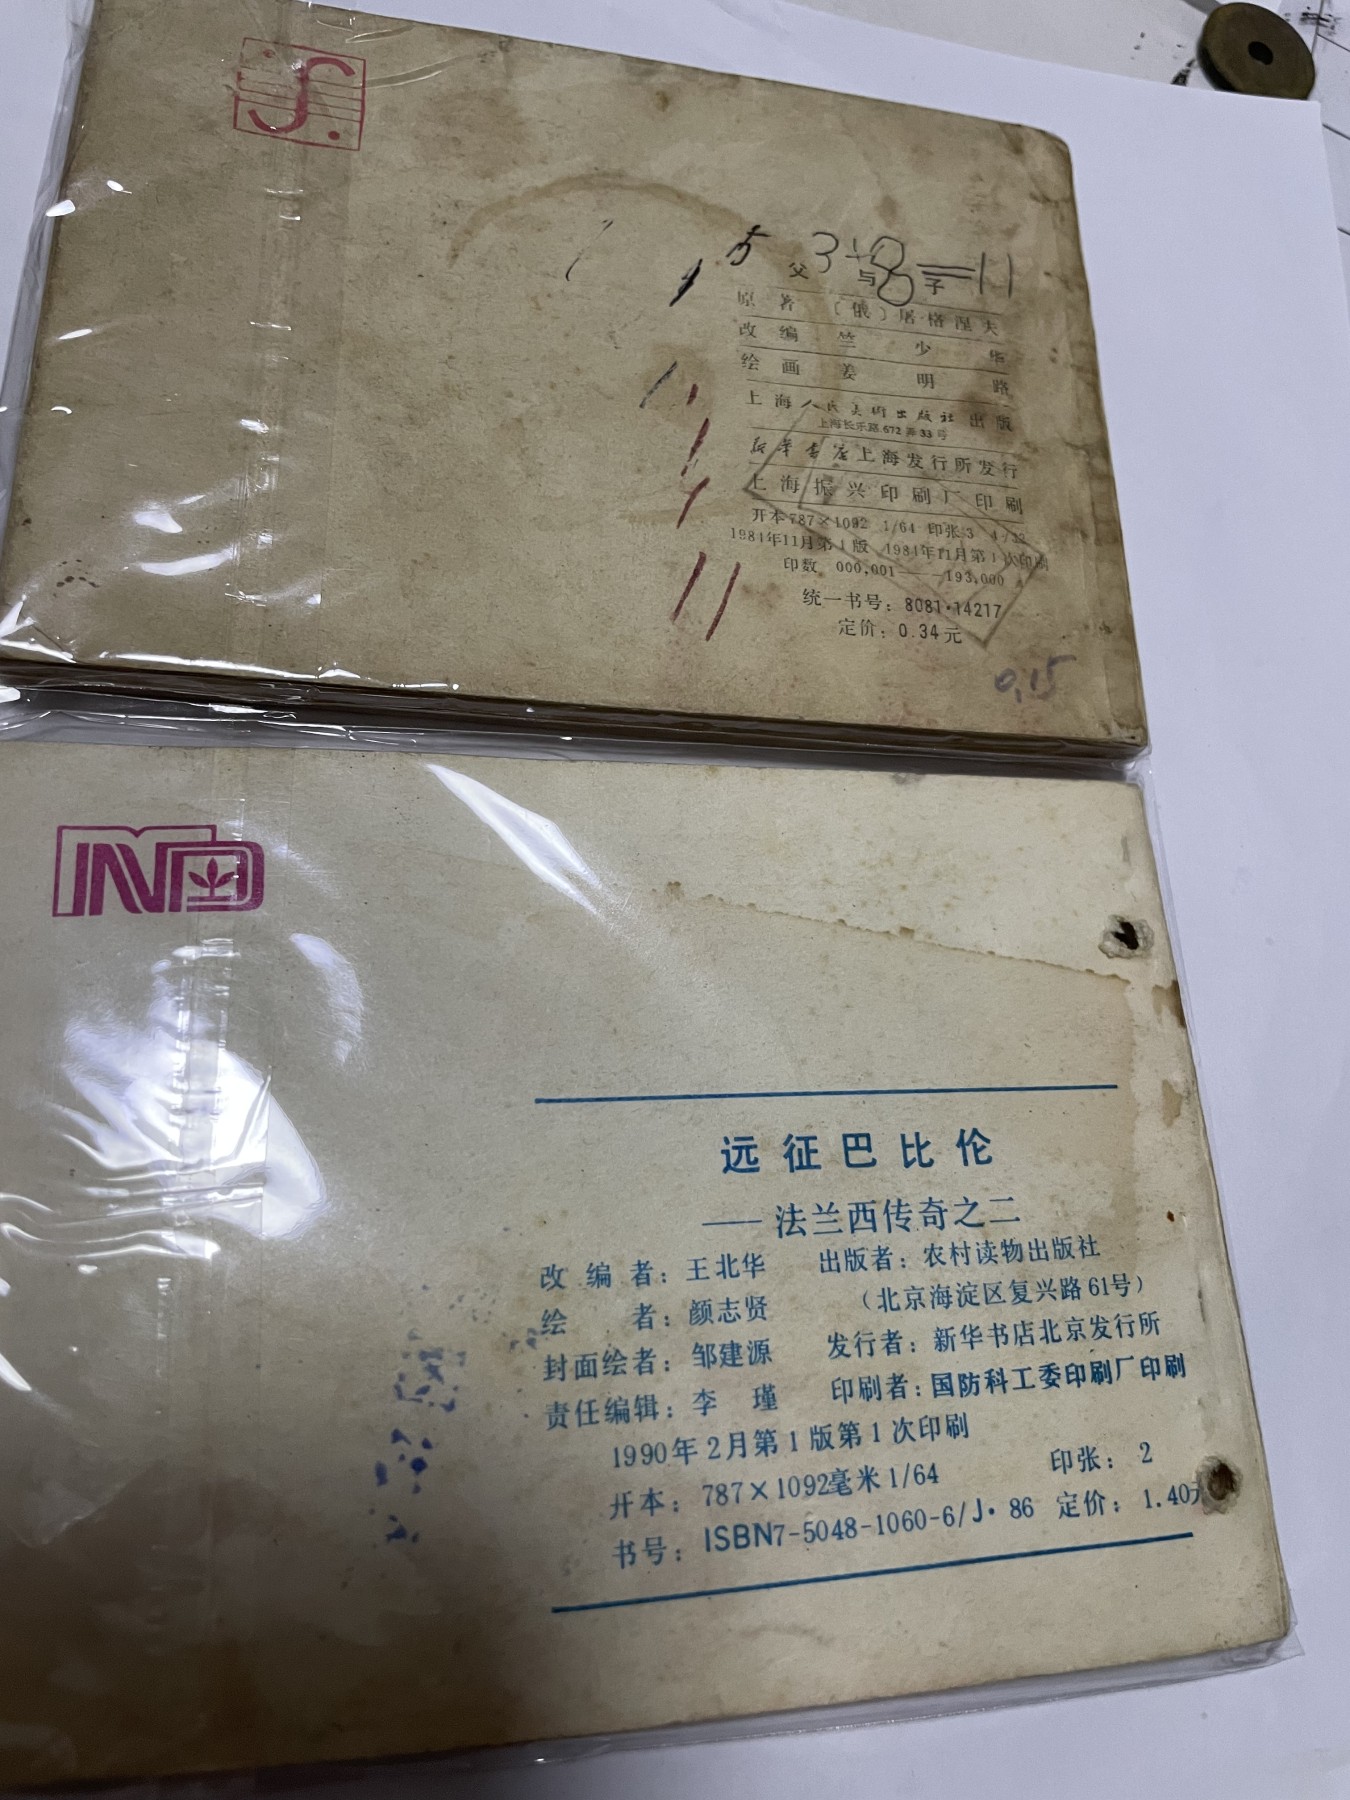 3+8=11
父与子
原著 〔俄〕屠格涅夫
改编 竺少华
绘画 姜明路
上海人民美術出版社出版
上海长乐路672弄33号
新华书店上海发行所发行
上海振兴印刷厂印刷
开本787×1092 1/64 印张3 4/32
1984年11月第1版 1984年11月第1次印刷
印数 000,001——193,000
统一书号：8081·14217
定价：0.34元
0.15
远征巴比伦
——法兰西传奇之二
改编者：王北华 出版者：农村读物出版社
（北京海淀区复兴路61号）
绘者：颜志贤
封面绘者：邹建源 发行者：新华书店北京发行所
责任编辑：李瑾 印刷者：国防科工委印刷厂印刷
1990年2月第1版第1次印刷
开本：787×1092毫米1/64 印张：2
书号：ISBN7-5048-1060-6/J·86 定价：1.40元